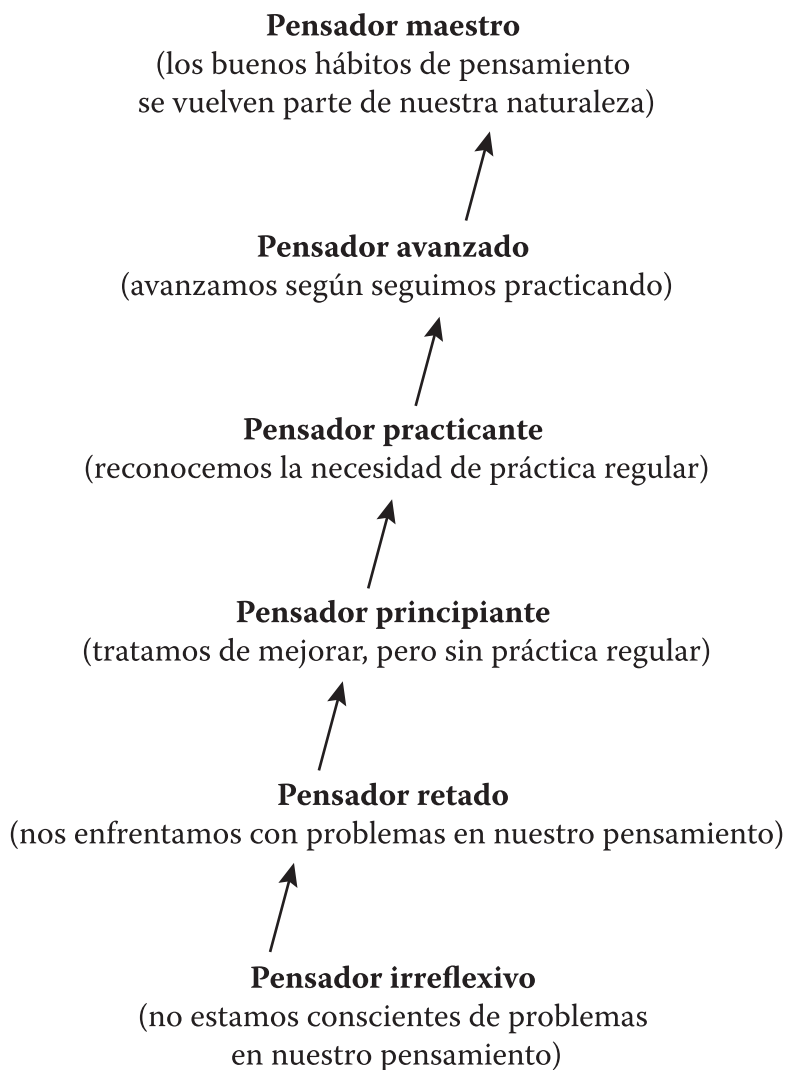 Pensador maestro
(los buenos hábitos de pensamiento
se vuelven parte de nuestra naturaleza)
Pensador avanzado
(avanzamos según seguimos practicando)
Pensador practicante
(reconocemos la necesidad de práctica regular)
Pensador principiante
(tratamos de mejorar, pero sin práctica regular)
Pensador retado
(nos enfrentamos con problemas en nuestro pensamiento)
Pensador irreflexivo
(no estamos conscientes de problemas
en nuestro pensamiento)